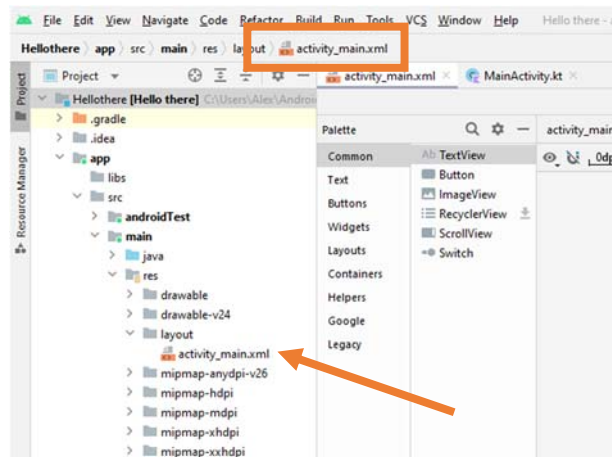 File Edit View Navigate Code Refactor Build Run Tools VCS Window Help Hello there -
Hellothere app src main res layout activity_main.xml
Project
activity_main.xml
MainActivity.kt
Project
Resource Manager
Hellothere [Hello there] C:\Users\Alex\Androi
.gradle
.idea
app
libs
src
androidTest
main
java
res
drawable
drawable-v24
layout
activity_main.xml
mipmap-anydpi-v26
mipmap-hdpi
mipmap-mdpi
mipmap-xhdpi
mipmap-xxhdpi
Palette
Common
Text
Buttons
Widgets
Layouts
Containers
Helpers
Google
Legacy
Ab TextView
Button
ImageView
RecyclerView
ScrollView
Switch
activity_main
0dp